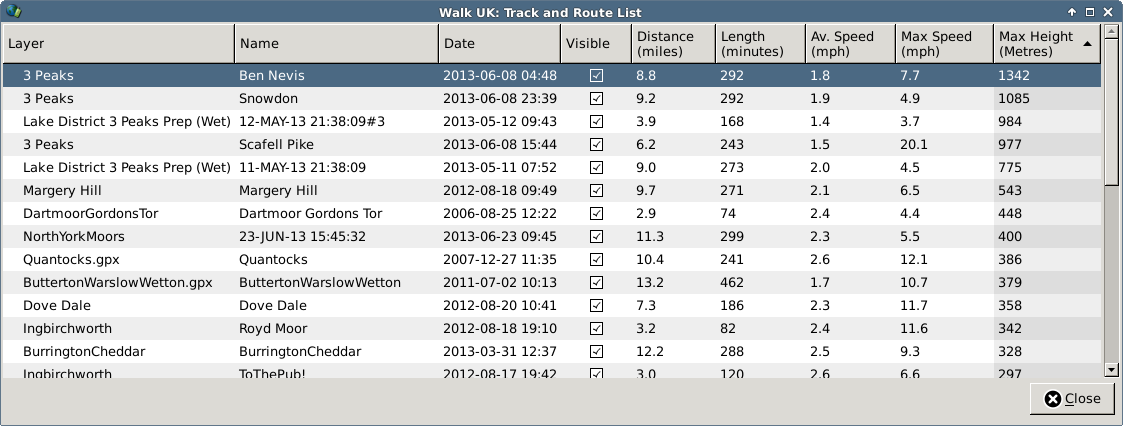 Walk UK: Track and Route List
Layer Name Date Visible Distance (miles) Length (minutes) Av. Speed (mph) Max Speed (mph) Max Height (Metres)
3 Peaks Ben Nevis 2013-06-08 04:48 8.8 292 1.8 7.7 1342
3 Peaks Snowdon 2013-06-08 23:39 9.2 292 1.9 4.9 1085
Lake District 3 Peaks Prep (Wet) 12-MAY-13 21:38:09#3 2013-05-12 09:43 3.9 168 1.4 3.7 984
3 Peaks Scafell Pike 2013-06-08 15:44 6.2 243 1.5 20.1 977
Lake District 3 Peaks Prep (Wet) 11-MAY-13 21:38:09 2013-05-11 07:52 9.0 273 2.0 4.5 775
Margery Hill Margery Hill 2012-08-18 09:49 9.7 271 2.1 6.5 543
DartmoorGordonsTor Dartmoor Gordons Tor 2006-08-25 12:22 2.9 74 2.4 4.4 448
NorthYorkMoors 23-JUN-13 15:45:32 2013-06-23 09:45 11.3 299 2.3 5.5 400
Quantocks.gpx Quantocks 2007-12-27 11:35 10.4 241 2.6 12.1 386
ButtertonWarslowWetton.gpx ButtertonWarslowWetton 2011-07-02 10:13 13.2 462 1.7 10.7 379
Dove Dale Dove Dale 2012-08-20 10:41 7.3 186 2.3 11.7 358
Ingbirchworth Royd Moor 2012-08-18 19:10 3.2 82 2.4 11.6 342
BurringtonCheddar BurringtonCheddar 2013-03-31 12:37 12.2 288 2.5 9.3 328
Ingbirchworth ToThePub! 2012-08-17 19:42 3.0 120 2.6 6.6 297
Close